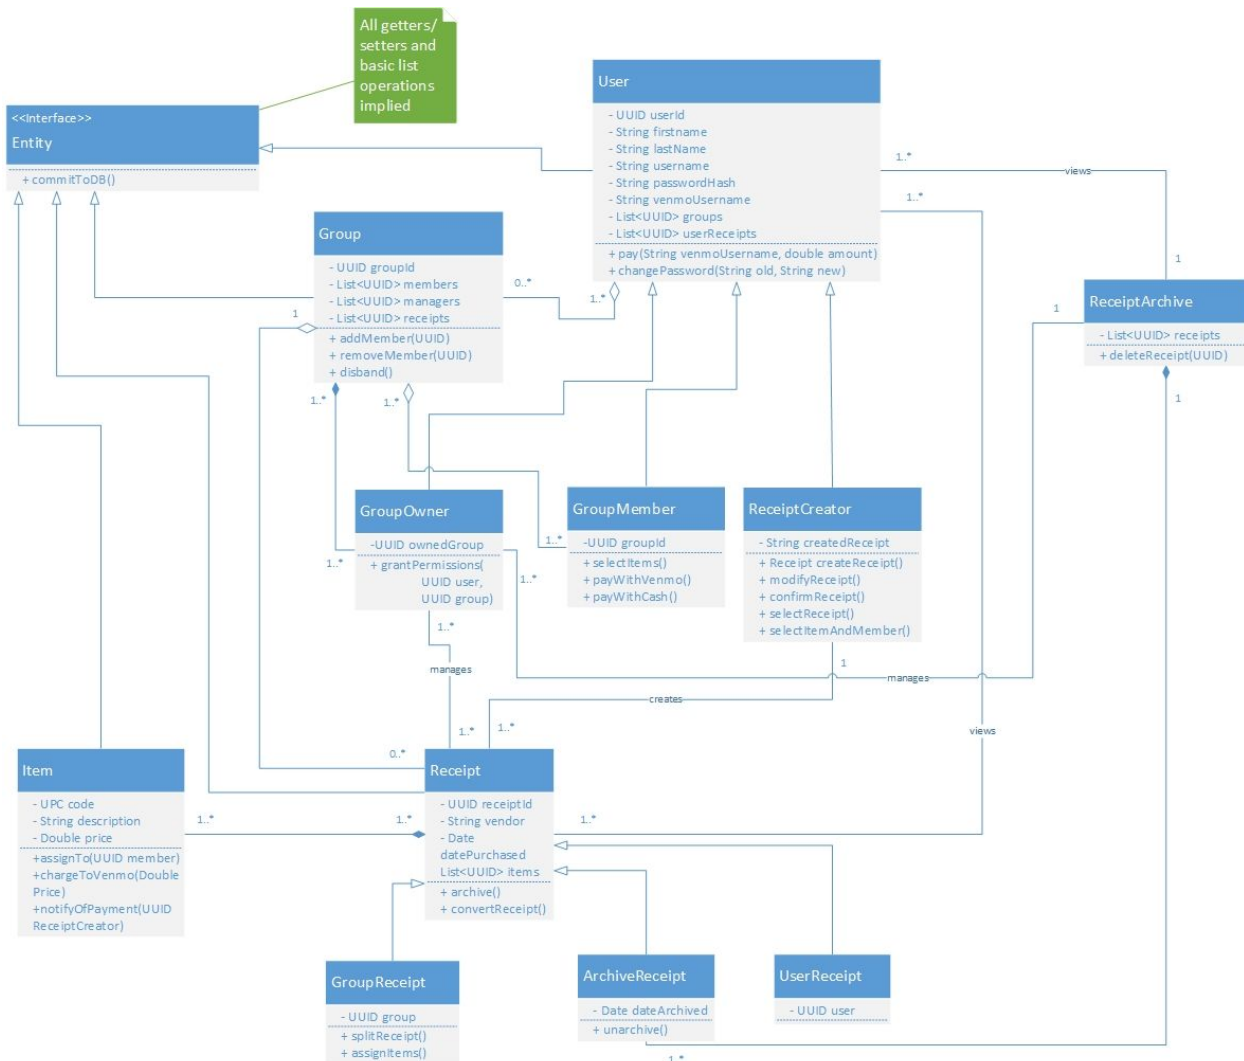 All getters/
setters and
basic list
operations
implied
<<Interface>>
Entity
+ commitToDB()
User
- UUID userId
- String firstname
- String lastName
- String username
- String passwordHash
- String venmoUsername
- List<UUID> groups
- List<UUID> userReceipts
+ pay(String venmoUsername, double amount)
+ changePassword(String old, String new)
1..*
views
1..*
1
Group
- UUID groupId
- List<UUID> members
- List<UUID> managers
- List<UUID> receipts
+ addMember(UUID)
+ removeMember(UUID)
+ disband()
0..*
1..*
1
1..*
1..*
ReceiptArchive
- List<UUID> receipts
+ deleteReceipt(UUID)
1
1
GroupOwner
-UUID ownedGroup
+ grantPermissions(
UUID user,
UUID group)
1..*
1..*
manages
1..*
GroupMember
-UUID groupId
+ selectItems()
+ payWithVenmo()
+ payWithCash()
1..*
ReceiptCreator
- String createdReceipt
+ Receipt createReceipt()
+ modifyReceipt()
+ confirmReceipt()
+ selectReceipt()
+ selectItemAndMember()
1
manages
creates
1..*
views
0..*
Item
- UPC code
- String description
- Double price
+assignTo(UUID member)
+chargeToVenmo(Double
Price)
+notifyOfPayment(UUID
ReceiptCreator)
1..*
1..*
Receipt
- UUID receiptId
- String vendor
- Date
datePurchased
List<UUID> items
+ archive()
+ convertReceipt()
1..*
GroupReceipt
- UUID group
+ splitReceipt()
+ assignItems()
ArchiveReceipt
- Date dateArchived
+ unarchive()
1..*
UserReceipt
- UUID user